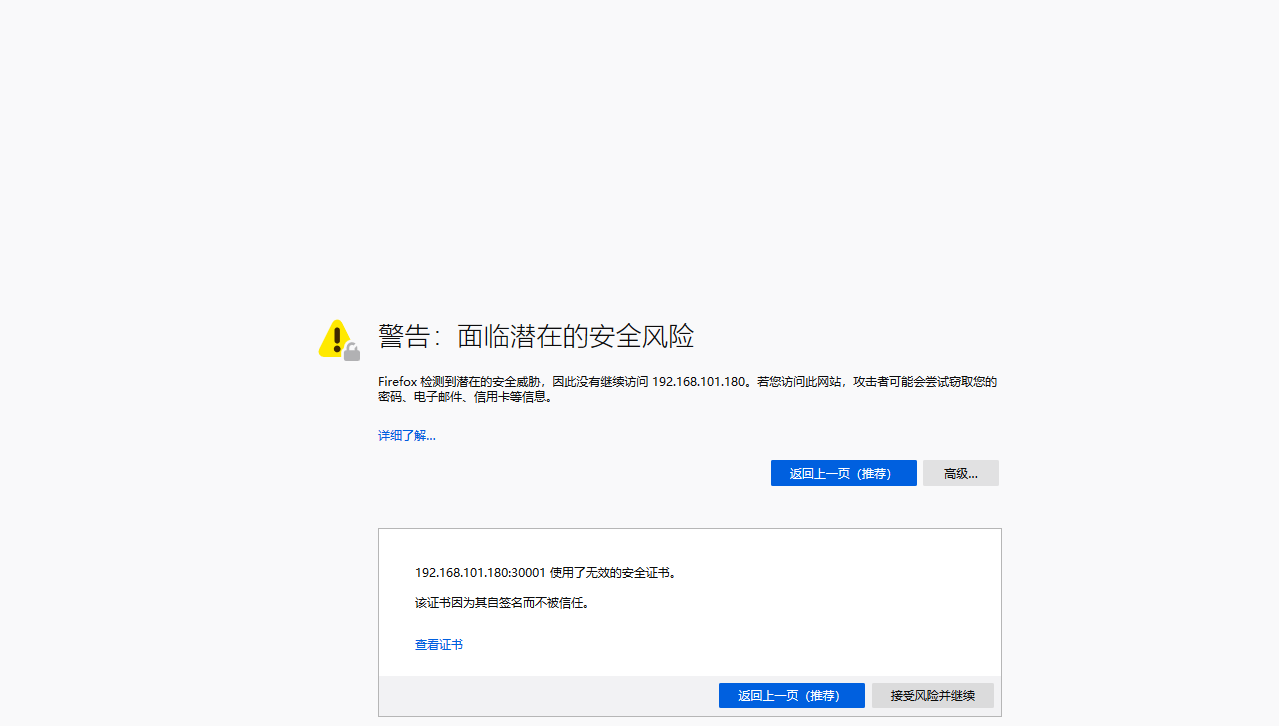 警告：面临潜在的安全风险
Firefox 检测到潜在的安全威胁，因此没有继续访问 192.168.101.180。若您访问此网站，攻击者可能会尝试窃取您的
密码、电子邮件、信用卡等信息。
详细了解…
返回上一页（推荐） 高级…
192.168.101.180:30001 使用了无效的安全证书。
该证书因为其自签名而不被信任。
查看证书
返回上一页（推荐） 接受风险并继续